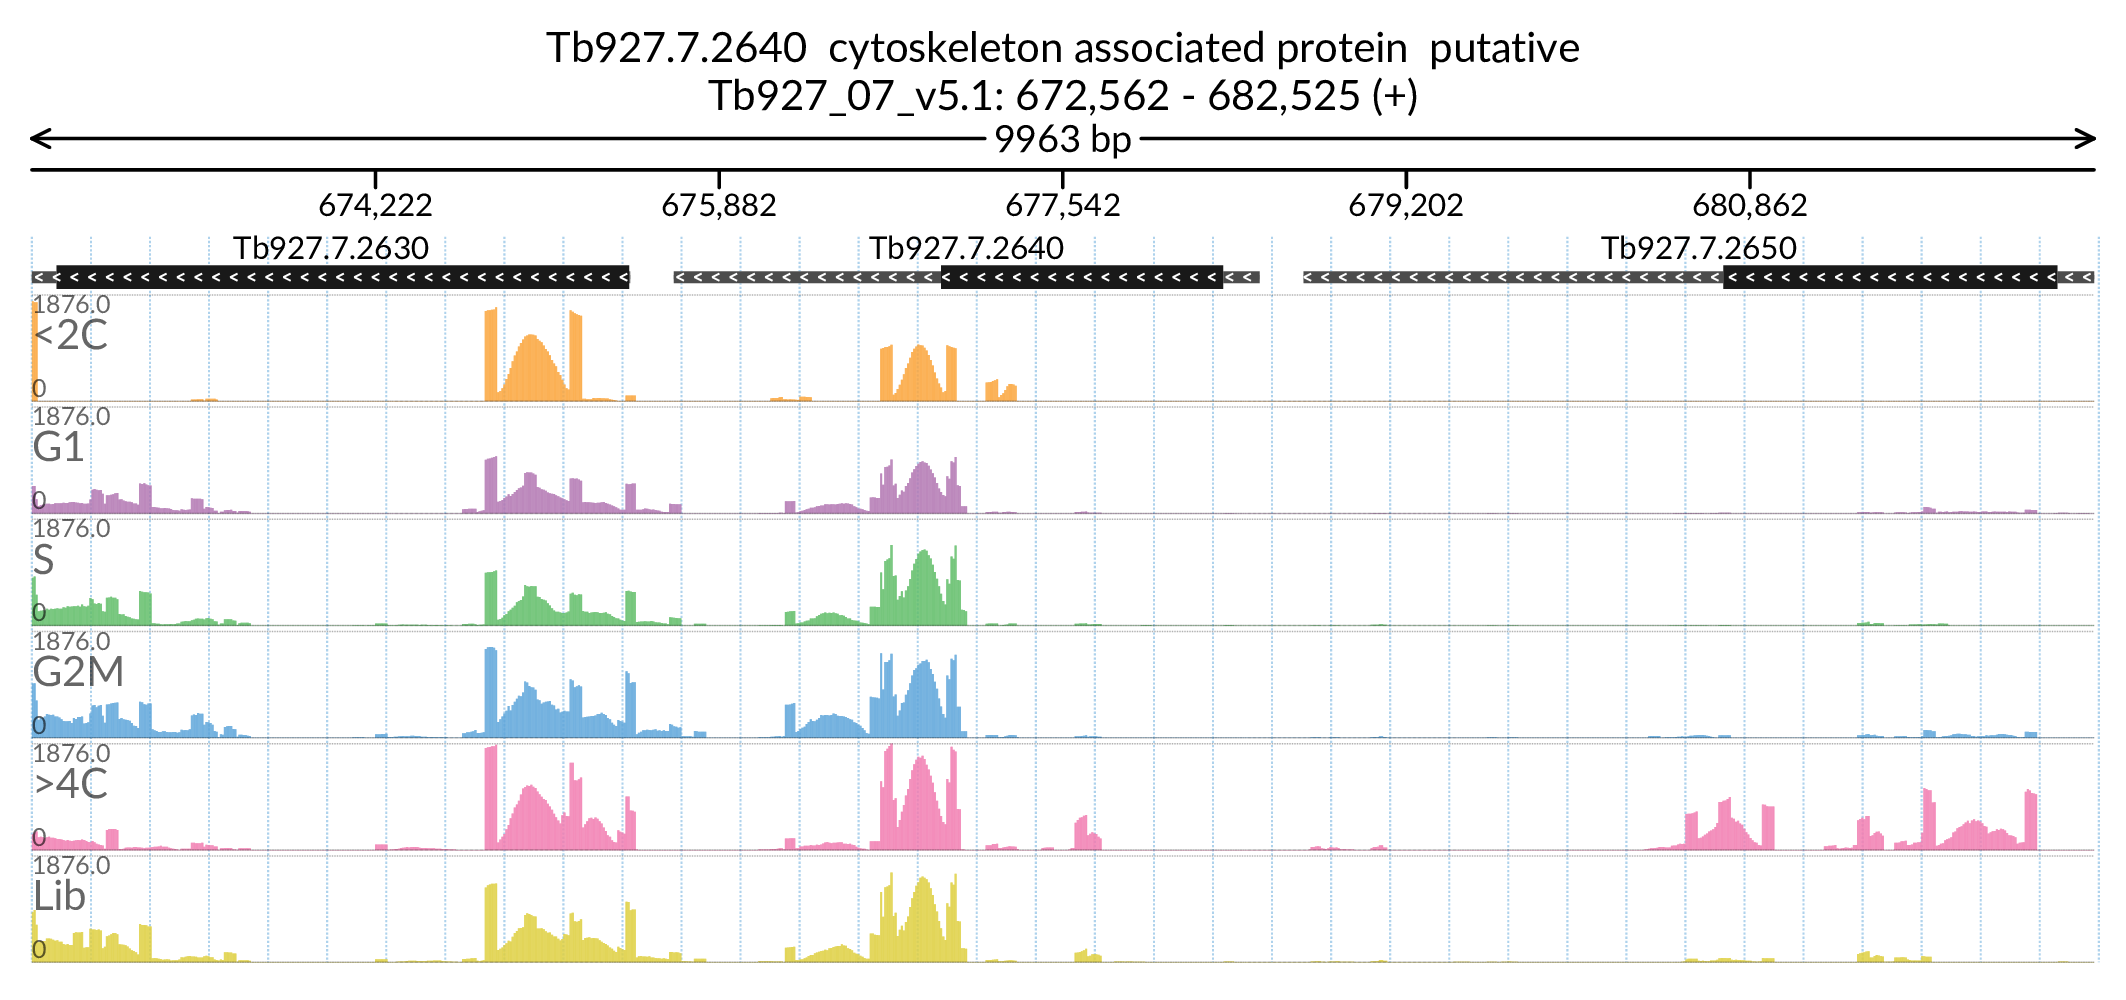 Tb927.7.2640  cytoskeleton associated protein  putative
Tb927_07_v5.1: 672,562 - 682,525 (+)
9963 bp
674,222 675,882 677,542 679,202 680,862
Tb927.7.2630 Tb927.7.2640 Tb927.7.2650
1876.0
<2C
0
1876.0
G1
0
1876.0
S
0
1876.0
G2M
0
1876.0
>4C
0
1876.0
Lib
0